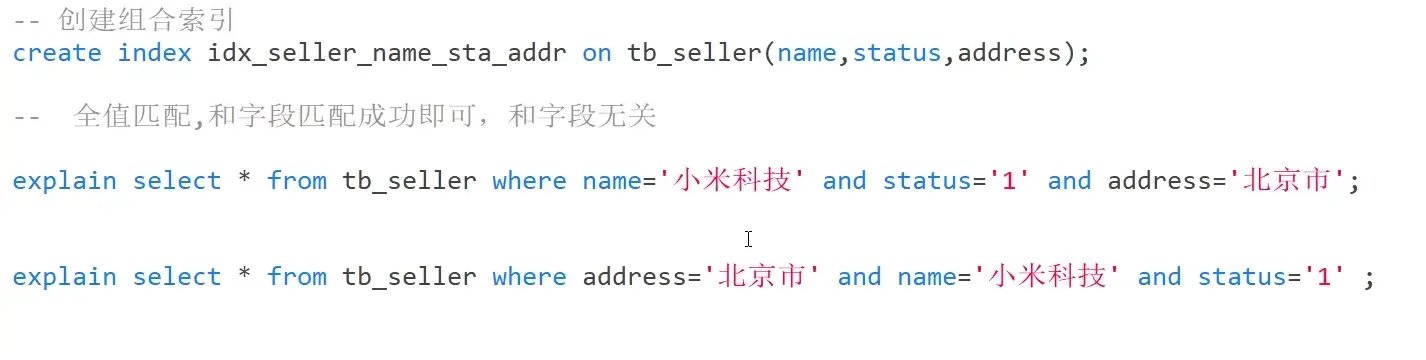 -- 创建组合索引
create index idx_seller_name_sta_addr on tb_seller(name,status,address);
--  全值匹配,和字段匹配成功即可，和字段无关
explain select * from tb_seller where name='小米科技' and status='1' and address='北京市';
explain select * from tb_seller where address='北京市' and name='小米科技' and status='1' ;